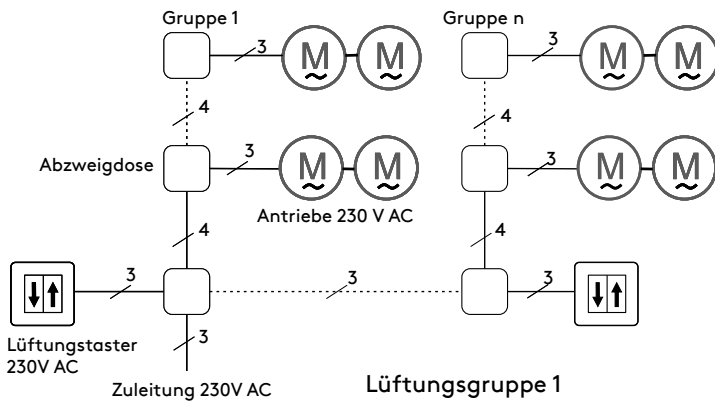 Gruppe 1
Gruppe n
3
M
M
3
M
M
4
4
Abzweigdose
3
M
M
3
M
M
Antriebe 230 V AC
4
4
3
3
3
Lüftungstaster
230V AC
3
Zuleitung 230V AC
Lüftungsgruppe 1